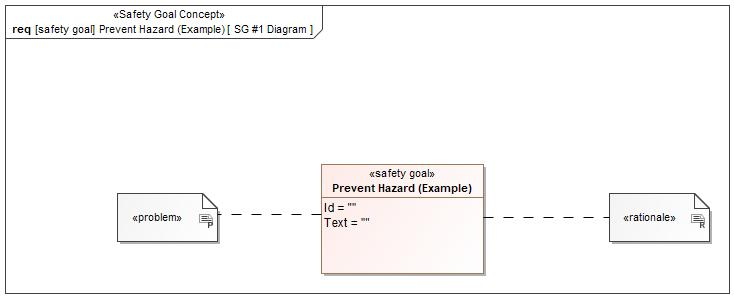 «Safety Goal Concept»
req [safety goal] Prevent Hazard (Example) [ SG #1 Diagram ]
«safety goal»
Prevent Hazard (Example)
Id = ""
Text = ""
«problem»
P
«rationale»
R